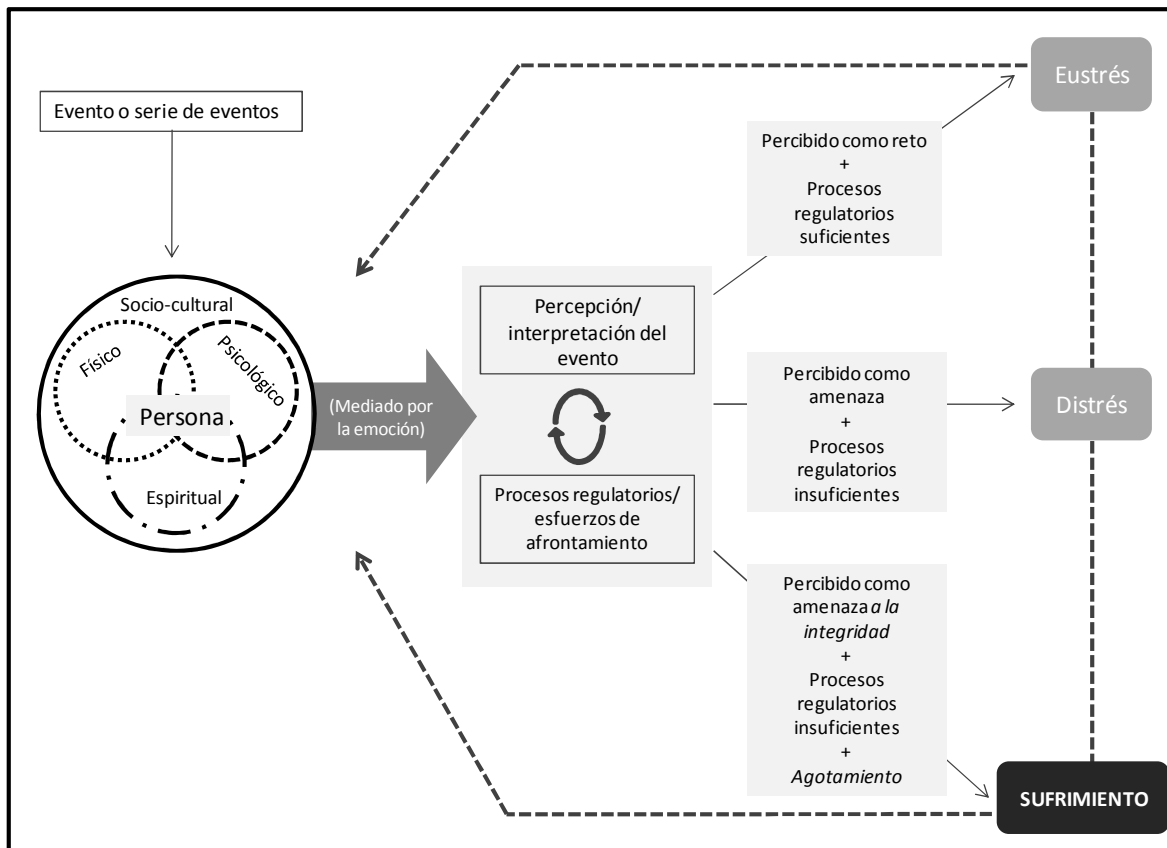 Evento o serie de eventos
Socio-cultural
Físico
Psicológico
Persona
Espiritual
(Mediado por
la emoción)
Percepción/
interpretación del
evento
Procesos regulatorios/
esfuerzos de
afrontamiento
Percibido como reto
+
Procesos
regulatorios
suficientes
Eustrés
Percibido como
amenaza
+
Procesos
regulatorios
insuficientes
Distrés
Percibido como
amenaza a la
integridad
+
Procesos
regulatorios
insuficientes
+
Agotamiento
SUFRIMIENTO